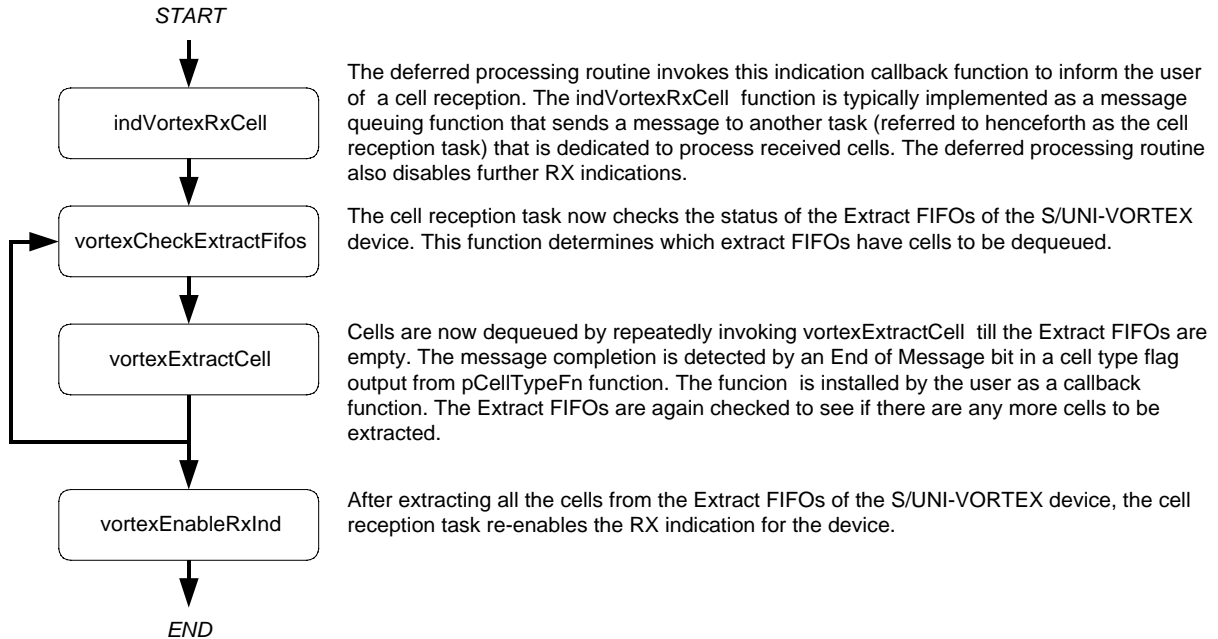 START
indVortexRxCell
The deferred processing routine invokes this indication callback function to inform the user
of a cell reception. The indVortexRxCell function is typically implemented as a message
queuing function that sends a message to another task (referred to henceforth as the cell
reception task) that is dedicated to process received cells. The deferred processing routine
also disables further RX indications.
vortexCheckExtractFifos
The cell reception task now checks the status of the Extract FIFOs of the S/UNI-VORTEX
device. This function determines which extract FIFOs have cells to be dequeued.
vortexExtractCell
Cells are now dequeued by repeatedly invoking vortexExtractCell till the Extract FIFOs are
empty. The message completion is detected by an End of Message bit in a cell type flag
output from pCellTypeFn function. The funcion is installed by the user as a callback
function. The Extract FIFOs are again checked to see if there are any more cells to be
extracted.
vortexEnableRxInd
After extracting all the cells from the Extract FIFOs of the S/UNI-VORTEX device, the cell
reception task re-enables the RX indication for the device.
END